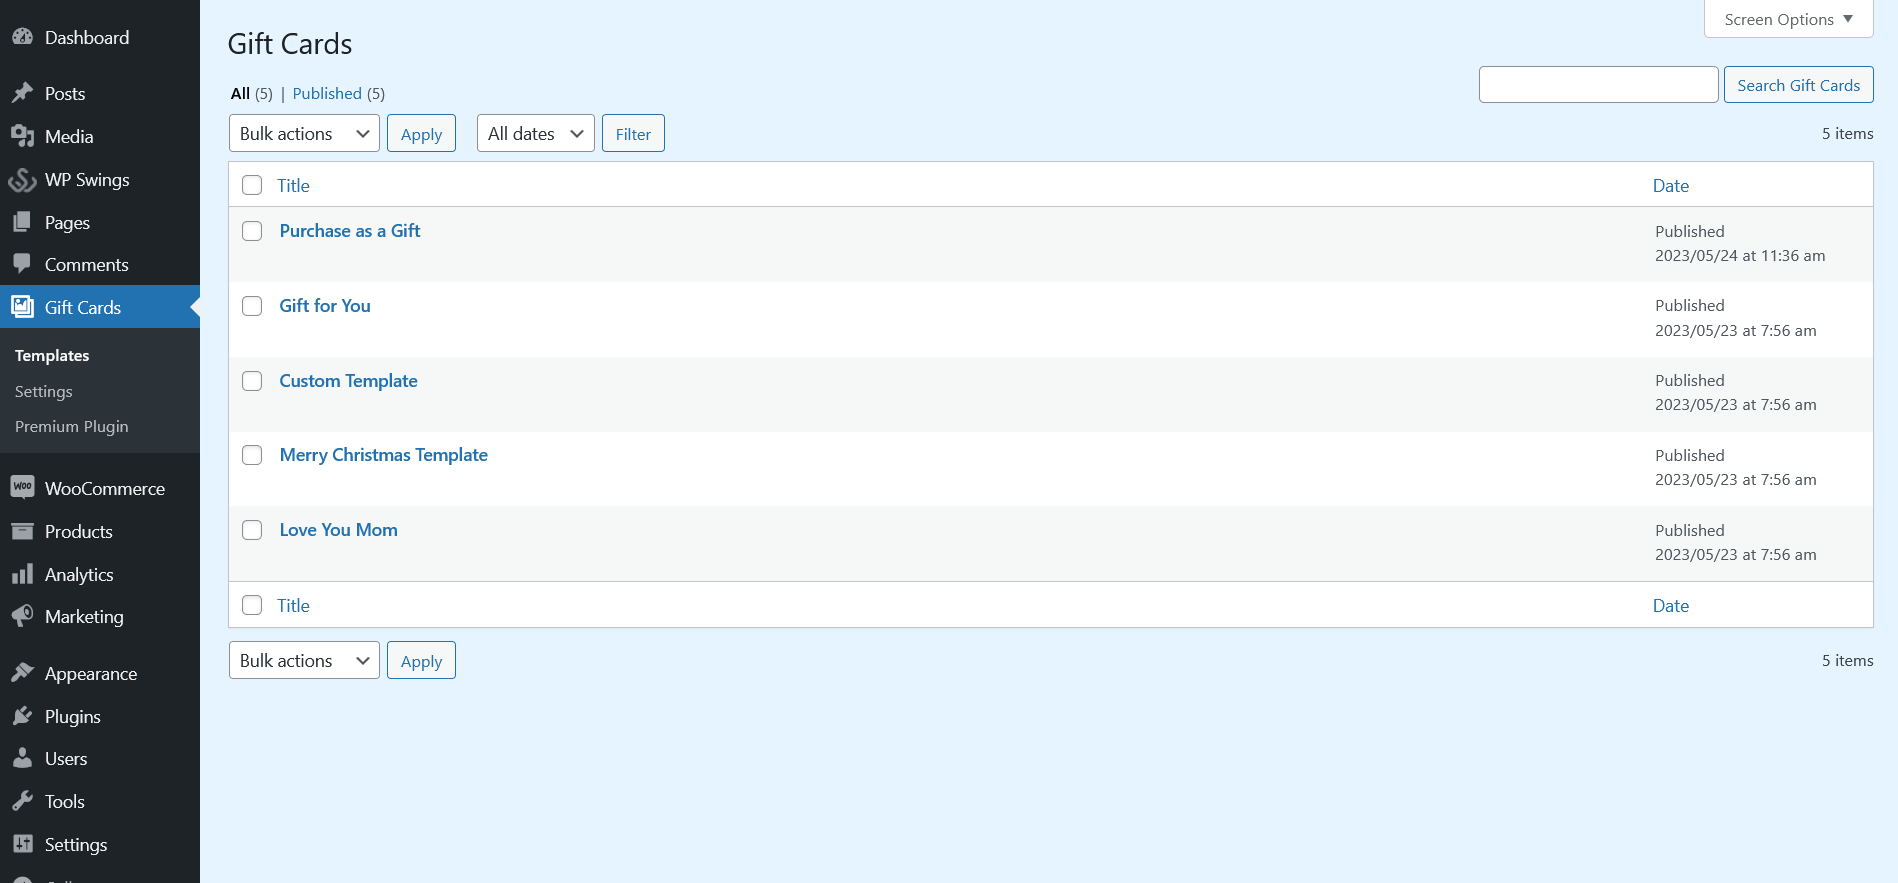 Dashboard
Posts
Media
WP Swings
Pages
Comments
Gift Cards
Templates
Settings
Premium Plugin
WooCommerce
Products
Analytics
Marketing
Appearance
Plugins
Users
Tools
Settings
Screen Options
Gift Cards
All (5) | Published (5)
Search Gift Cards
Bulk actions Apply All dates Filter 5 items
Title Date
Purchase as a Gift Published
2023/05/24 at 11:36 am
Gift for You Published
2023/05/23 at 7:56 am
Custom Template Published
2023/05/23 at 7:56 am
Merry Christmas Template Published
2023/05/23 at 7:56 am
Love You Mom Published
2023/05/23 at 7:56 am
Title Date
Bulk actions Apply 5 items